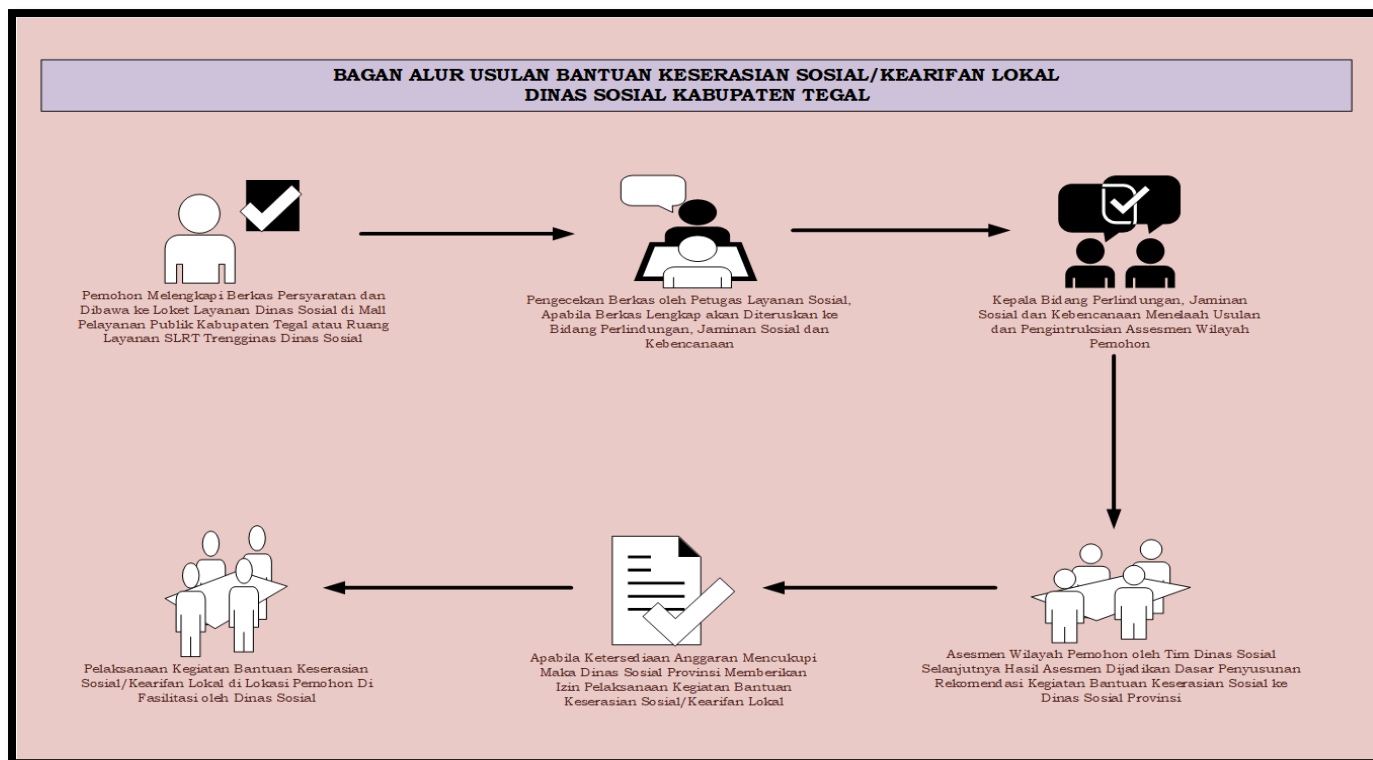 BAGAN ALUR USULAN BANTUAN KESERASIAN SOSIAL/KEARIFAN LOKAL
DINAS SOSIAL KABUPATEN TEGAL
Pemohon Melengkapi Berkas Persyaratan dan
Dibawa ke Loket Layanan Dinas Sosial di Mall
Pelayanan Publik Kabupaten Tegal atau Ruang
Layanan SLRT Trengginas Dinas Sosial
Pengecekan Berkas oleh Petugas Layanan Sosial,
Apabila Berkas Lengkap akan Diteruskan ke
Bidang Perlindungan, Jaminan Sosial dan
Kebencanaan
Kepala Bidang Perlindungan, Jaminan
Sosial dan Kebencanaan Menelaah Usulan
dan Pengintruksian Assesmen Wilayah
Pemohon
Asesmen Wilayah Pemohon oleh Tim Dinas Sosial
Selanjutnya Hasil Asesmen Dijadikan Dasar Penyusunan
Rekomendasi Kegiatan Bantuan Keserasian Sosial ke
Dinas Sosial Provinsi
Apabila Ketersediaan Anggaran Mencukupi
Maka Dinas Sosial Provinsi Memberikan
Izin Pelaksanaan Kegiatan Bantuan
Keserasian Sosial/Kearifan Lokal
Pelaksanaan Kegiatan Bantuan Keserasian
Sosial/Kearifan Lokal di Lokasi Pemohon Di
Fasilitasi oleh Dinas Sosial